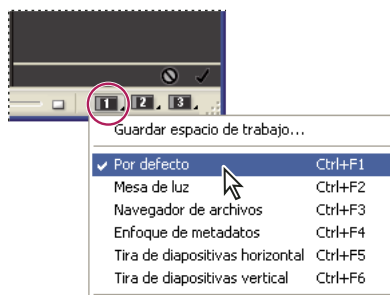 1 2 3
Guardar espacio de trabajo...
Por defecto Ctrl+F1
Mesa de luz Ctrl+F2
Navegador de archivos Ctrl+F3
Enfoque de metadatos Ctrl+F4
Tira de diapositivas horizontal Ctrl+F5
Tira de diapositivas vertical Ctrl+F6